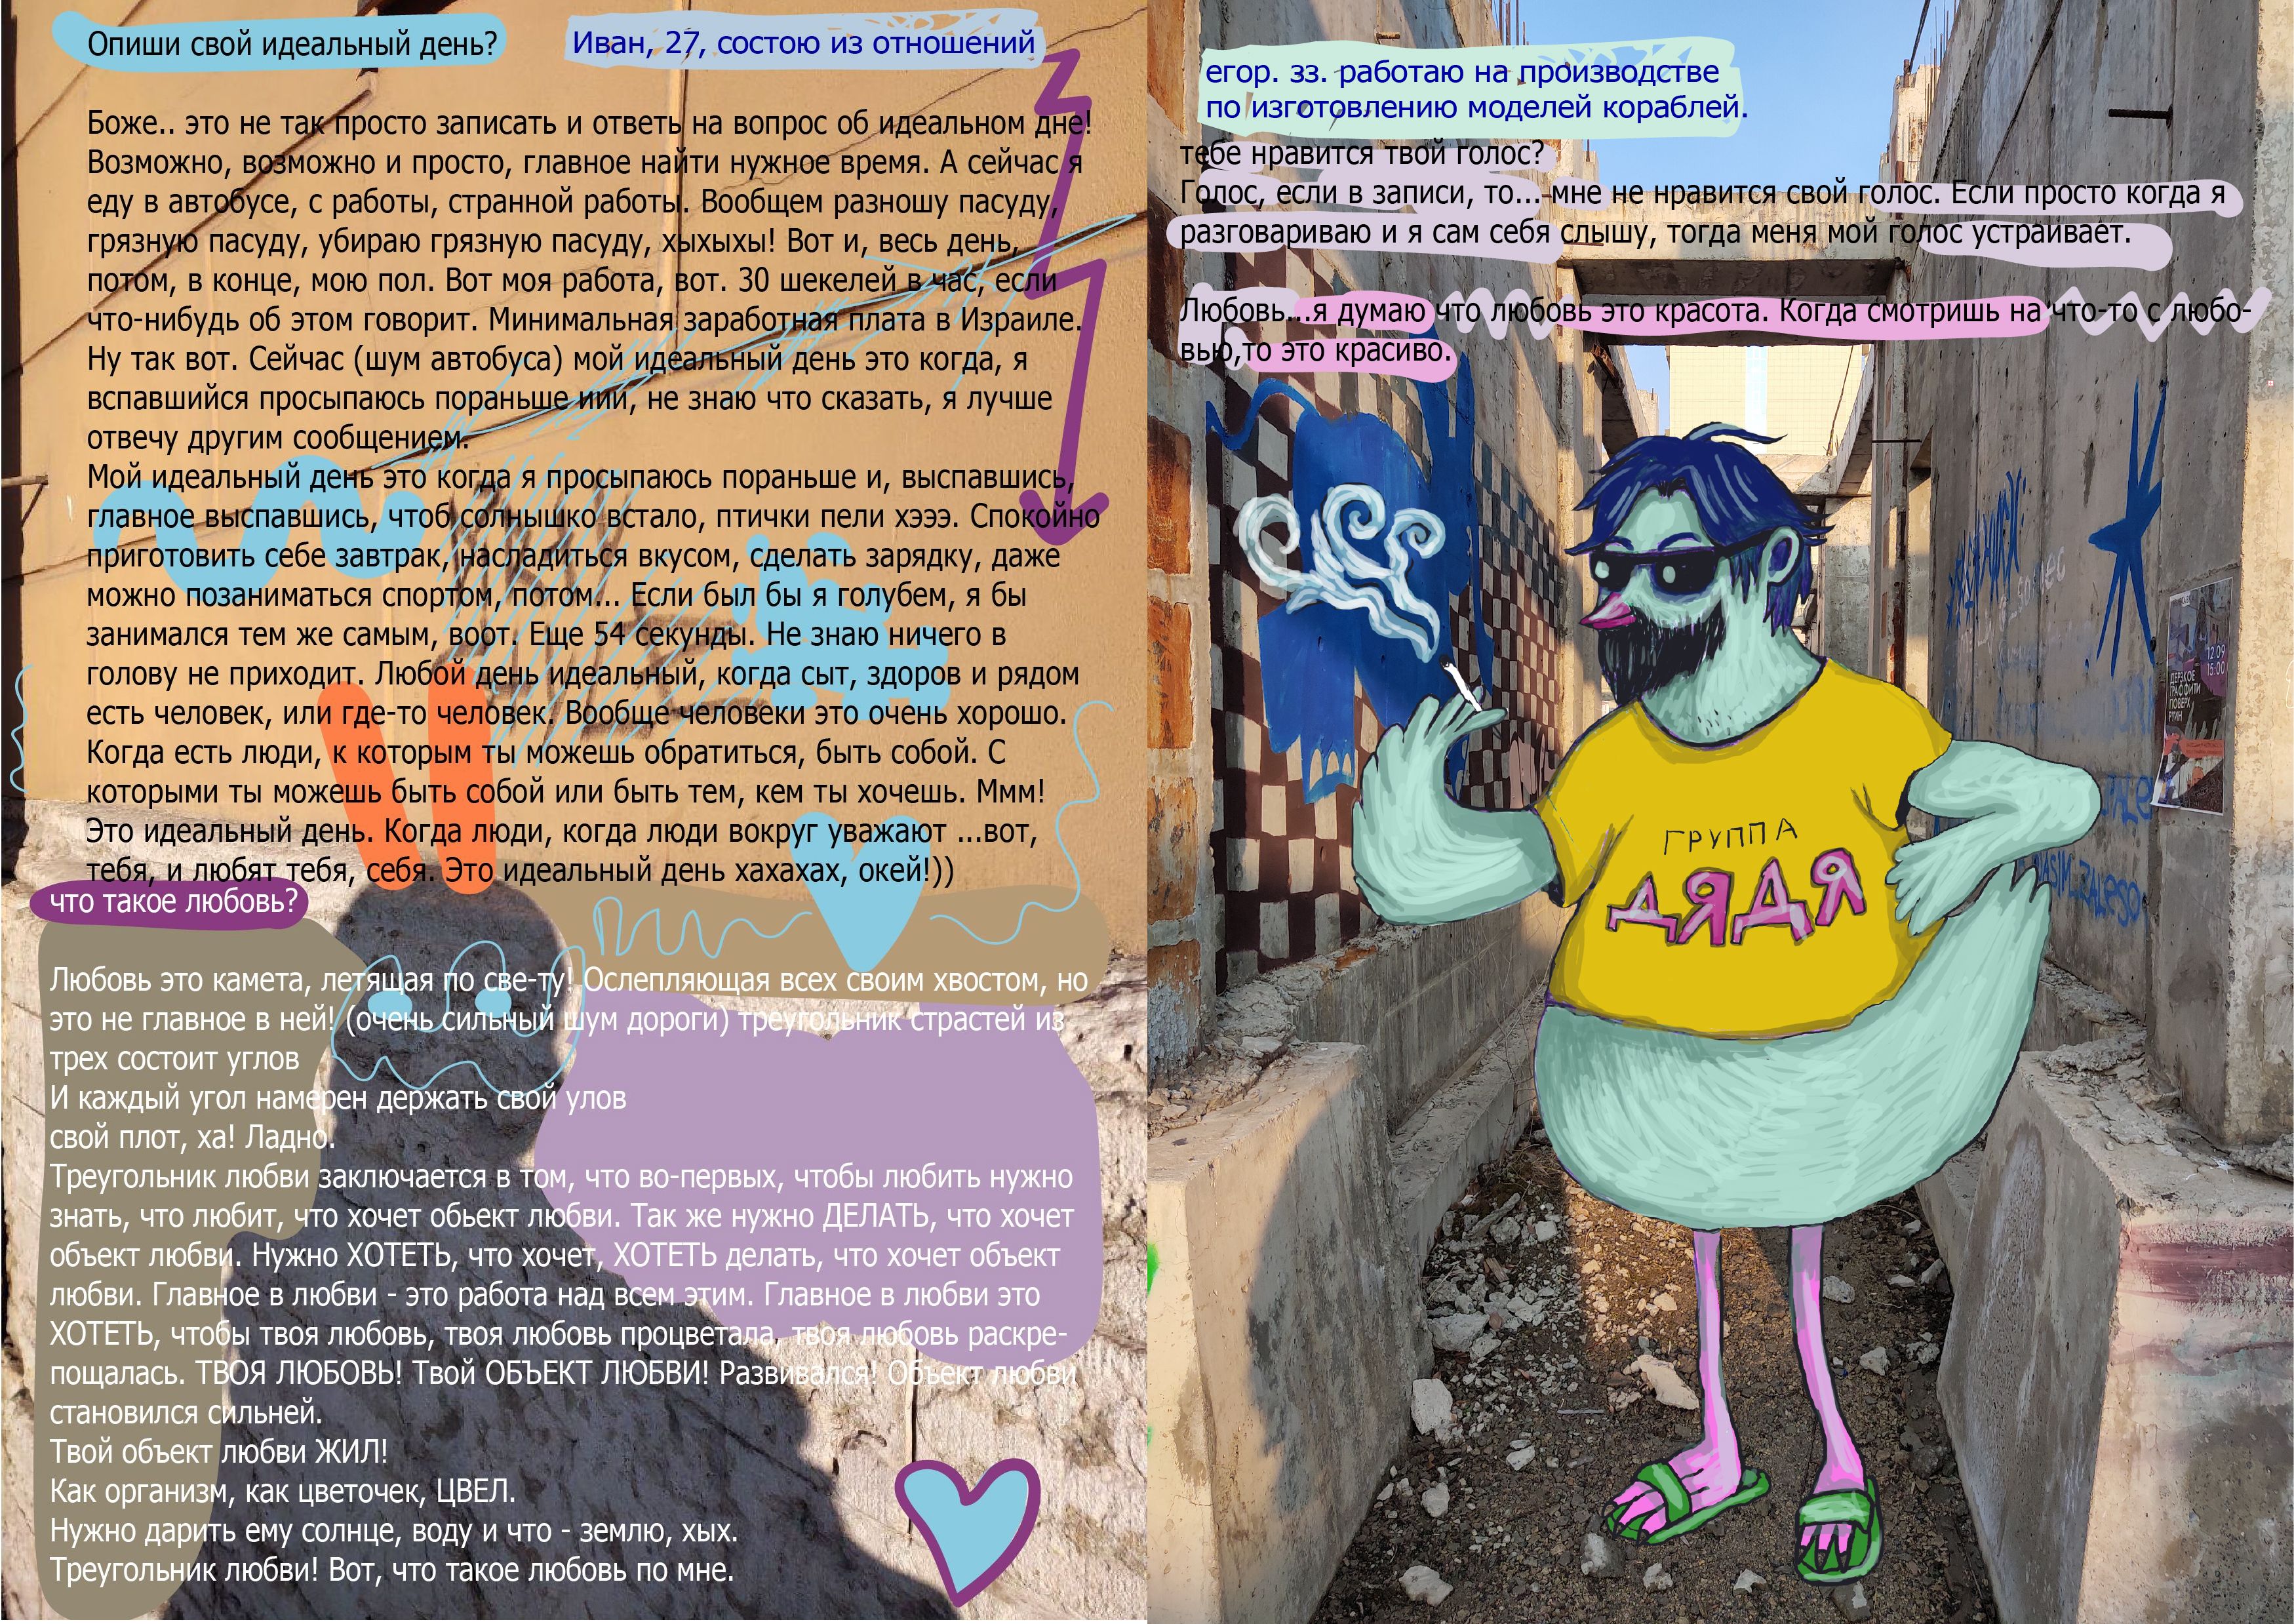 Опиши свой идеальный день?
Иван, 27, состою из отношений
Боже.. это не так просто записать и ответь на вопрос об идеальном дне!
Возможно, возможно и просто, главное найти нужное время. А сейчас я
еду в автобусе, с работы, странной работы. Вообщем разношу пасуду,
грязную пасуду, убираю грязную пасуду, хыхыхы! Вот и, весь день,
потом, в конце, мою пол. Вот моя работа, вот. 30 шекелей в час, если
что-нибудь об этом говорит. Минимальная заработная плата в Израиле.
Ну так вот. Сейчас (шум автобуса) мой идеальный день это когда, я
вспавшийся просыпаюсь пораньше иии, не знаю что сказать, я лучше
отвечу другим сообщением.
Мой идеальный день это когда я просыпаюсь пораньше и, выспавшись,
главное выспавшись, чтоб солнышко встало, птички пели хэээ. Спокойно
приготовить себе завтрак, насладиться вкусом, сделать зарядку, даже
можно позаниматься спортом, потом... Если был бы я голубем, я бы
занимался тем же самым, воот. Еще 54 секунды. Не знаю ничего в
голову не приходит. Любой день идеальный, когда сыт, здоров и рядом
есть человек, или где-то человек. Вообще человеки это очень хорошо.
Когда есть люди, к которым ты можешь обратиться, быть собой. С
которыми ты можешь быть собой или быть тем, кем ты хочешь. Ммм!
Это идеальный день. Когда люди, когда люди вокруг уважают ...вот,
тебя, и любят тебя, себя. Это идеальный день хахахах, окей!))
что такое любовь?
Любовь это камета, летящая по све-ту! Ослепляющая всех своим хвостом, но
это не главное в ней! (очень сильный шум дороги) треугольник страстей из
трех состоит углов
И каждый угол намерен держать свой улов
свой плот, ха! Ладно.
Треугольник любви заключается в том, что во-первых, чтобы любить нужно
знать, что любит, что хочет обьект любви. Так же нужно ДЕЛАТЬ, что хочет
объект любви. Нужно ХОТЕТЬ, что хочет, ХОТЕТЬ делать, что хочет объект
любви. Главное в любви - это работа над всем этим. Главное в любви это
ХОТЕТЬ, чтобы твоя любовь, твоя любовь процветала, твоя любовь раскре-
пощалась. ТВОЯ ЛЮБОВЬ! Твой ОБЪЕКТ ЛЮБВИ! Развивался! Объект любви
становился сильней.
Твой объект любви ЖИЛ!
Как организм, как цветочек, ЦВЕЛ.
Нужно дарить ему солнце, воду и что - землю, хых.
Треугольник любви! Вот, что такое любовь по мне.
егор. зз. работаю на производстве
по изготовлению моделей кораблей.
тебе нравится твой голос?
Голос, если в записи, то... мне не нравится свой голос. Если просто когда я
разговариваю и я сам себя слышу, тогда меня мой голос устраивает.
Любовь...я думаю что любовь это красота. Когда смотришь на что-то с любо-
вью,то это красиво.
ГРУППА
ДЯДЯ
12.09
15:00
ДЕРЗКОЕ
ГРАФФИТИ
ПОВЕРХ
РУИН